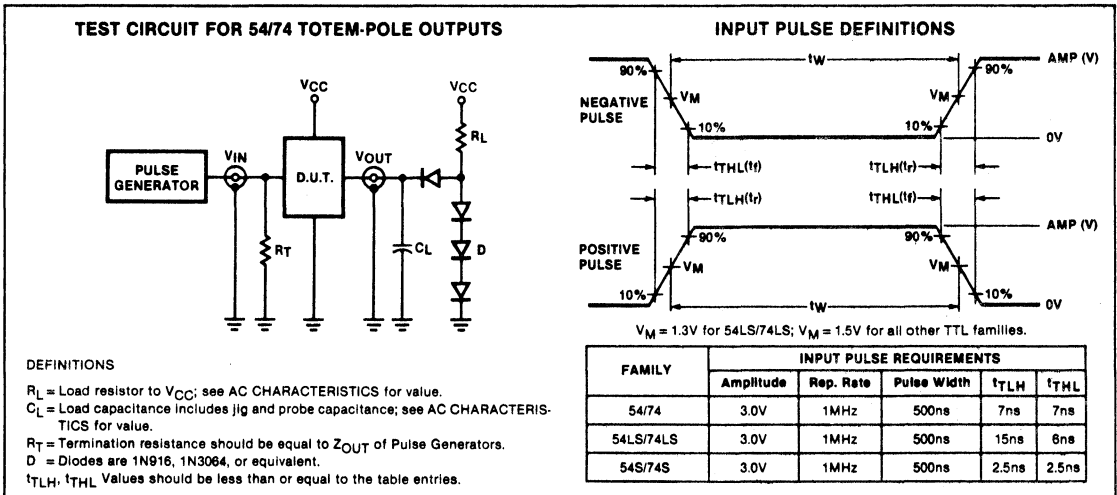 TEST CIRCUIT FOR 54/74 TOTEM-POLE OUTPUTS
VCC
VCC
RL
PULSE
GENERATOR
VIN
D.U.T.
VOUT
RT
CL
D
DEFINITIONS
RL = Load resistor to VCC; see AC CHARACTERISTICS for value.
CL = Load capacitance includes jig and probe capacitance; see AC CHARACTERIS-
TICS for value.
RT = Termination resistance should be equal to ZOUT of Pulse Generators.
D = Diodes are 1N916, 1N3064, or equivalent.
tTLH, tTHL Values should be less than or equal to the table entries.
INPUT PULSE DEFINITIONS
tW
AMP (V)
90%
90%
NEGATIVE
PULSE
VM
VM
10%
10%
0V
tTHL(tf)
tTLH(tr)
tTLH(tr)
tTHL(tf)
AMP (V)
90%
90%
POSITIVE
PULSE
VM
VM
10%
10%
tW
0V
VM = 1.3V for 54LS/74LS; VM = 1.5V for all other TTL families.
FAMILY
INPUT PULSE REQUIREMENTS
Amplitude Rep. Rate Pulse Width tTLH tTHL
54/74 3.0V 1MHz 500ns 7ns 7ns
54LS/74LS 3.0V 1MHz 500ns 15ns 6ns
54S/74S 3.0V 1MHz 500ns 2.5ns 2.5ns